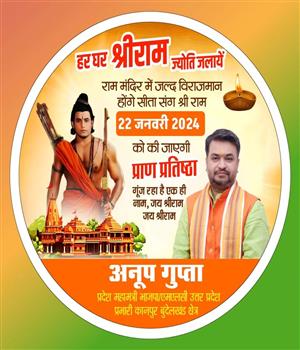 हर घर श्रीराम ज्योति जलायें
राम मंदिर में जल्द विराजमान
होंगे सीता संग श्री राम
22 जनवरी 2024
को की जाएगी
प्राण प्रतिष्ठा
गूंज रहा है एक ही
नाम, जय श्रीराम
जय श्रीराम
अनूप गुप्ता
प्रदेश महामंत्री भाजपा/एमएलसी उत्तर प्रदेश
प्रभारी कानपुर बुंदेलखंड क्षेत्र